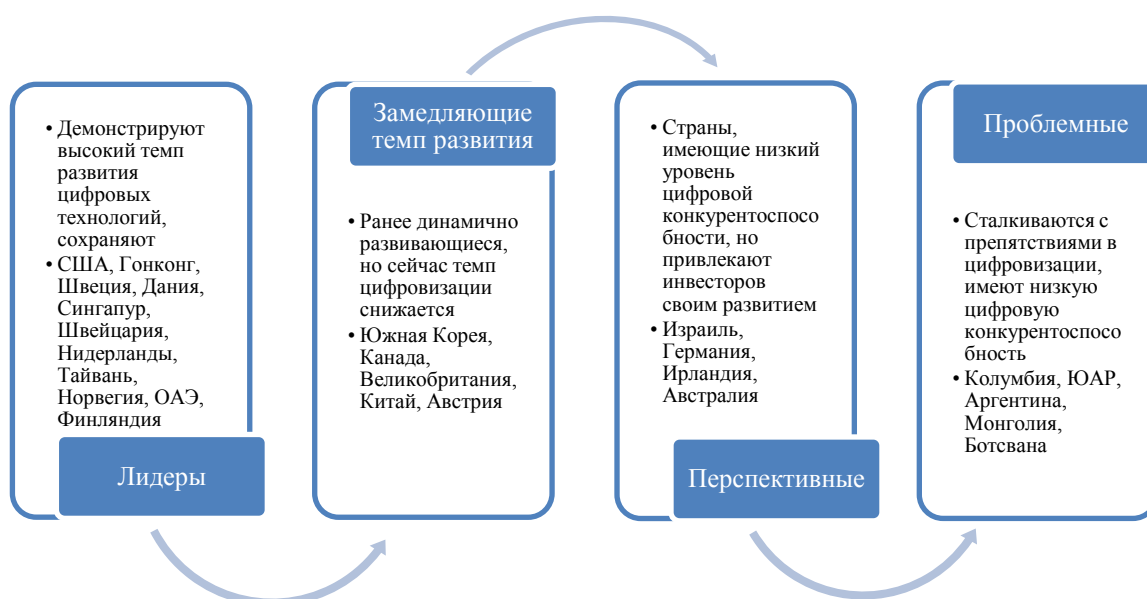 • Демонстрируют
высокий темп
развития
цифровых
технологий,
сохраняют
• США, Гонконг,
Швеция, Дания,
Сингапур,
Швейцария,
Нидерланды,
Тайвань,
Норвегия, ОАЭ,
Финляндия
Лидеры
Замедляющие
темп развития
• Ранее динамично
развивающиеся,
но сейчас темп
цифровизации
снижается
• Южная Корея,
Канада,
Великобритания,
Китай, Австрия
• Страны,
имеющие низкий
уровень
цифровой
конкурентоспосо
бности, но
привлекают
инвесторов
своим развитием
• Израиль,
Германия,
Ирландия,
Австралия
Перспективные
Проблемные
• Сталкиваются с
препятствиями в
цифровизации,
имеют низкую
цифровую
конкурентоспосо
бность
• Колумбия, ЮАР,
Аргентина,
Монголия,
Ботсвана